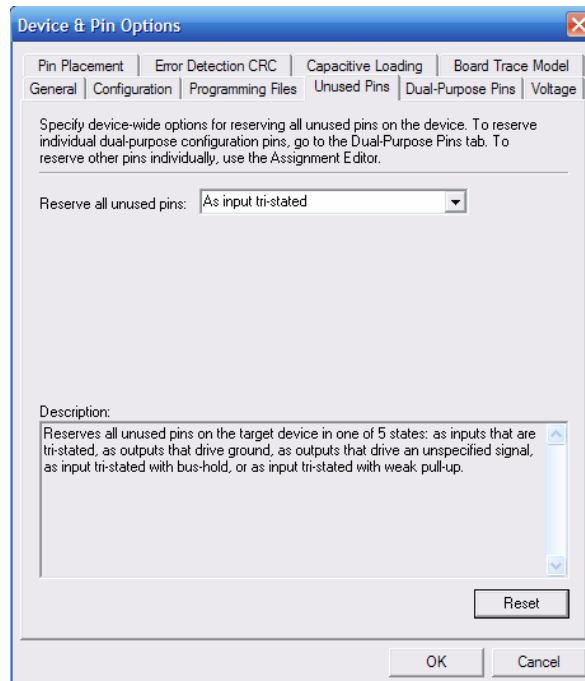 Device & Pin Options
Pin Placement Error Detection CRC Capacitive Loading Board Trace Model
General Configuration Programming Files Unused Pins Dual-Purpose Pins Voltage
Specify device-wide options for reserving all unused pins on the device. To reserve
individual dual-purpose configuration pins, go to the Dual-Purpose Pins tab. To
reserve other pins individually, use the Assignment Editor.
Reserve all unused pins: As input tri-stated
Description:
Reserves all unused pins on the target device in one of 5 states: as inputs that are
tri-stated, as outputs that drive ground, as outputs that drive an unspecified signal,
as input tri-stated with bus-hold, or as input tri-stated with weak pull-up.
Reset
OK Cancel